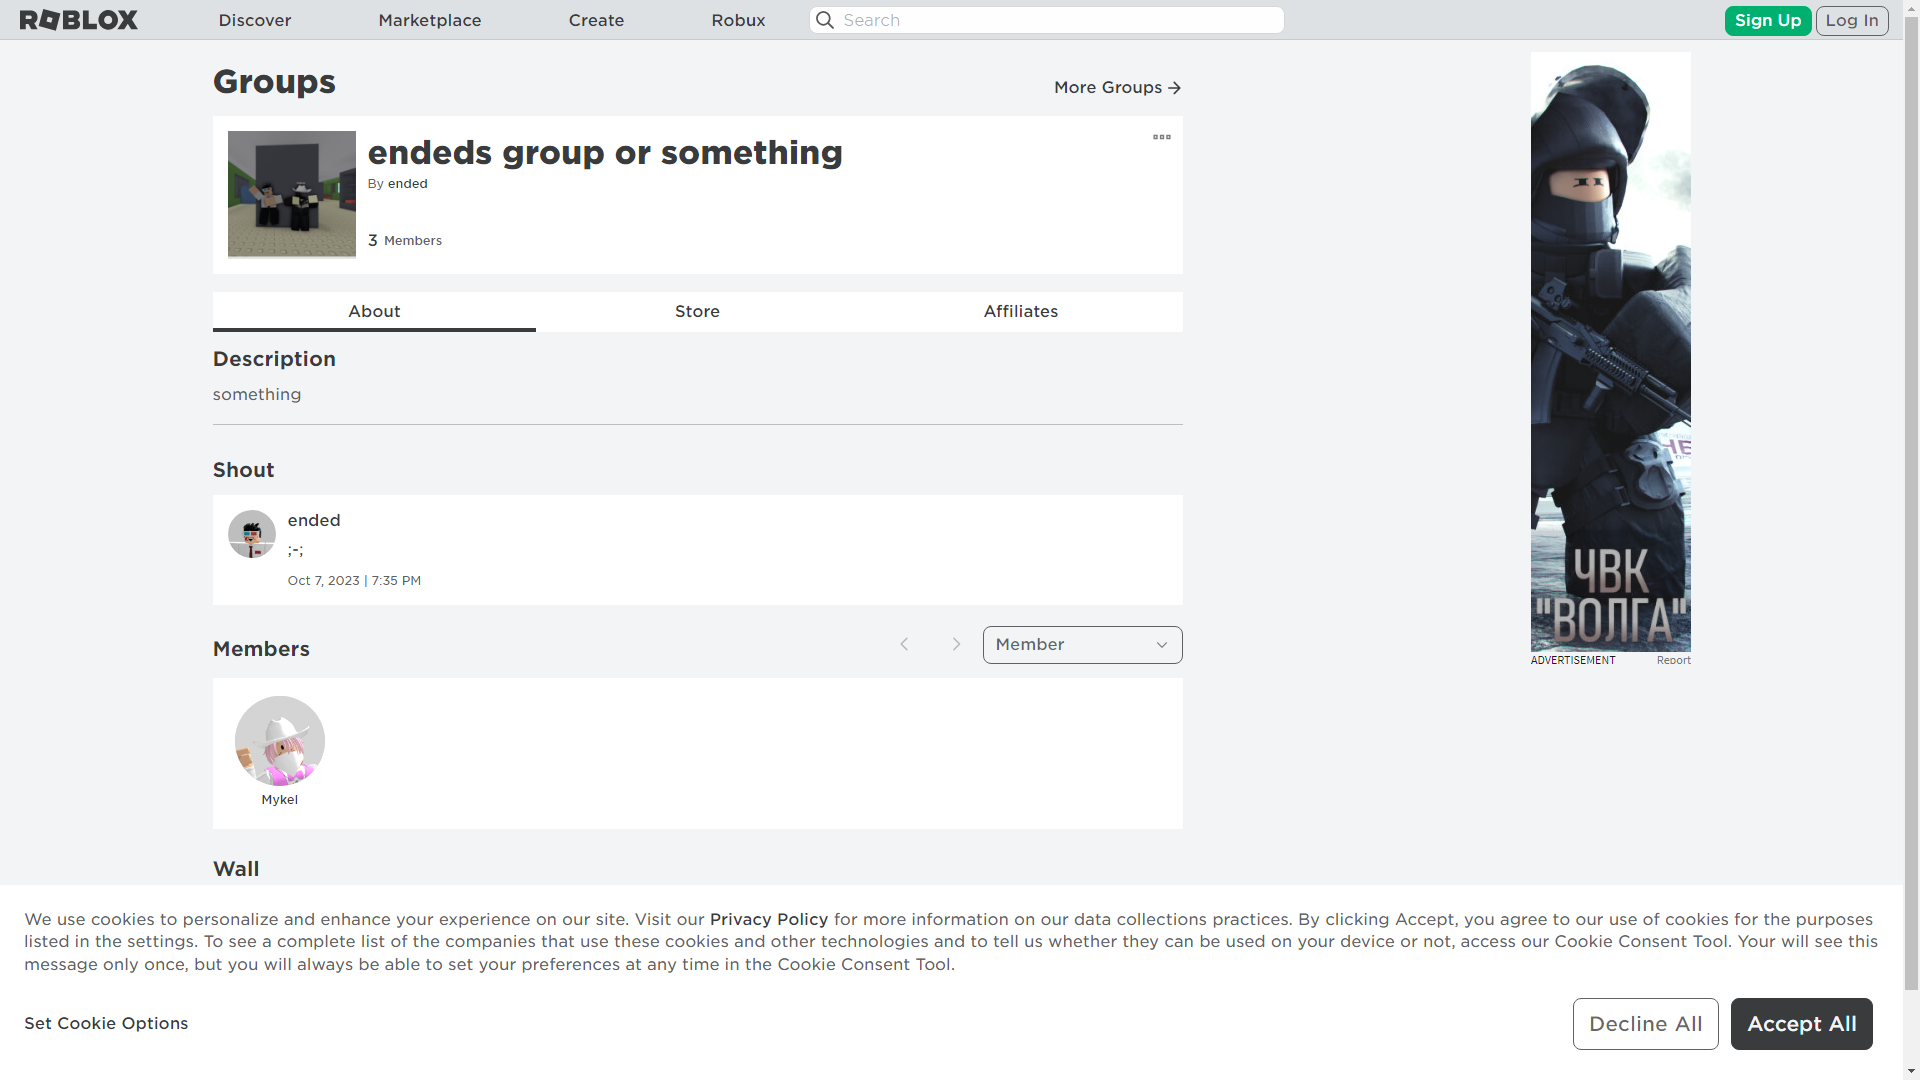 ROBLOX
Discover
Marketplace
Create
Robux
Search
Sign Up
Log In
Groups
More Groups
endeds group or something
By ended
3 Members
About
Store
Affiliates
Description
something
Shout
ended
;-;
Oct 7, 2023 | 7:35 PM
Members
Member
Mykel
Wall
ЧВК
"ВОЛГА"
ADVERTISEMENT
Report
We use cookies to personalize and enhance your experience on our site. Visit our Privacy Policy for more information on our data collections practices. By clicking Accept, you agree to our use of cookies for the purposes
listed in the settings. To see a complete list of the companies that use these cookies and other technologies and to tell us whether they can be used on your device or not, access our Cookie Consent Tool. Your will see this
message only once, but you will always be able to set your preferences at any time in the Cookie Consent Tool.
Set Cookie Options
Decline All
Accept All